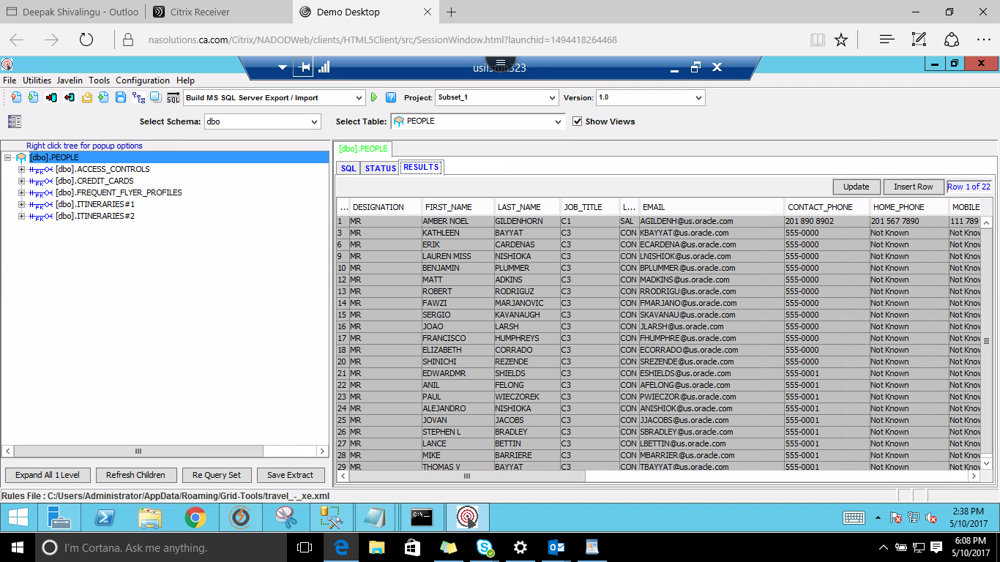 Deepak Shivalingu - Outloo Citrix Receiver Demo Desktop
nasolutions.ca.com/Citrix/NADODWeb/clients/HTML5Client/src/SessionWindow.html?launchid=1494418264468
File Utilities Javelin Tools Configuration Help
SQL Build MS SQL Server Export / Import Project: Subset_1 Version: 1.0
Select Schema: dbo Select Table: PEOPLE Show Views
Right click tree for popup options
[dbo].PEOPLE
[dbo].ACCESS_CONTROLS
[dbo].CREDIT_CARDS
[dbo].FREQUENT_FLYER_PROFILES
[dbo].ITINERARIES#1
[dbo].ITINERARIES#2
Expand All 1 Level Refresh Children Re Query Set Save Extract
[dbo].PEOPLE
SQL STATUS RESULTS
Update Insert Row Row 1 of 22
... DESIGNATION FIRST_NAME LAST_NAME JOB_TITLE L... EMAIL CONTACT_PHONE HOME_PHONE MOBILE
1 MR AMBER NOEL GILDENHORN C1 SAL AGILDENH@us.oracle.com 201 890 8902 201 567 7890 111 789
3 MR KATHLEEN BAYYAT C3 CON KBAYYAT@us.oracle.com 555-0000 Not Known Not Know
6 MR ERIK CARDENAS C3 CON ECARDENA@us.oracle.com 555-0000 Not Known Not Know
9 MR LAUREN MISS NISHIOKA C3 CON LNISHIOK@us.oracle.com 555-0000 Not Known Not Know
10 MR BENJAMIN PLUMMER C3 CON BPLUMMER@us.oracle.com 555-0000 Not Known Not Know
12 MR MATT ADKINS C3 CON MADKINS@us.oracle.com 555-0000 Not Known Not Know
13 MR ROBERT RODRIGUZ C3 CON RRODRIGU@us.oracle.com 555-0000 Not Known Not Know
14 MR FAWZI MARJANOVIC C3 CON FMARJANO@us.oracle.com 555-0000 Not Known Not Know
15 MR SERGIO KAVANAUGH C3 CON SKAVANAU@us.oracle.com 555-0000 Not Known Not Know
16 MR JOAO LARSH C3 CON JLARSH@us.oracle.com 555-0000 Not Known Not Know
17 MR FRANCISCO HUMPHREYS C3 CON FHUMPHRE@us.oracle.com 555-0000 Not Known Not Know
18 MR ELIZABETH CORRADO C3 CON ECORRADO@us.oracle.com 555-0000 Not Known Not Know
20 MR SHINICHI REZENDE C3 CON SREZENDE@us.oracle.com 555-0000 Not Known Not Know
21 MR EDWARDMR SHIELDS C3 CON ESHIELDS@us.oracle.com 555-0001 Not Known Not Know
22 MR ANIL FELONG C3 CON AFELONG@us.oracle.com 555-0001 Not Known Not Know
23 MR PAUL WIECZOREK C3 CON PWIECZOR@us.oracle.com 555-0001 Not Known Not Know
24 MR ALEJANDRO NISHIOKA C3 CON ANISHIOK@us.oracle.com 555-0001 Not Known Not Know
25 MR JOVAN JACOBS C3 CON JJACOBS@us.oracle.com 555-0001 Not Known Not Know
26 MR STEPHEN L BRADLEY C3 CON SBRADLEY@us.oracle.com 555-0001 Not Known Not Know
27 MR LANCE BETTIN C3 CON LBETTIN@us.oracle.com 555-0001 Not Known Not Know
28 MR MIKE BARRIERE C3 CON MBARRIER@us.oracle.com 555-0001 Not Known Not Know
29 MR THOMAS V BAYYAT C3 CON TBAYYAT@us.oracle.com 555-0001 Not Known Not Know
Rules File : C:/Users/Administrator/AppData/Roaming/Grid-Tools/travel_-_xe.xml
2:38 PM
5/10/2017
I'm Cortana. Ask me anything.
6:08 PM
5/10/2017